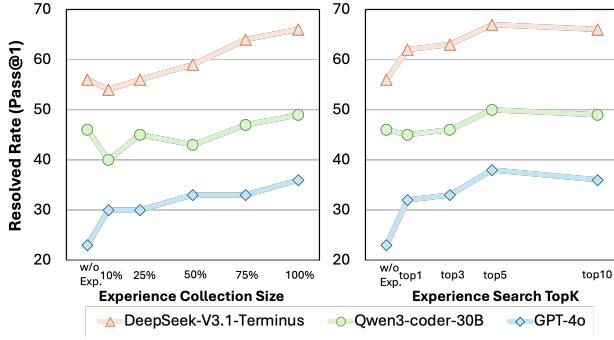 Resolved Rate (Pass@1)
70
60
50
40
30
20
w/o Exp. 10% 25% 50% 75% 100%
Experience Collection Size
70
60
50
40
30
20
w/o Exp. top1 top3 top5 top10
Experience Search TopK
DeepSeek-V3.1-Terminus Qwen3-coder-30B GPT-4o